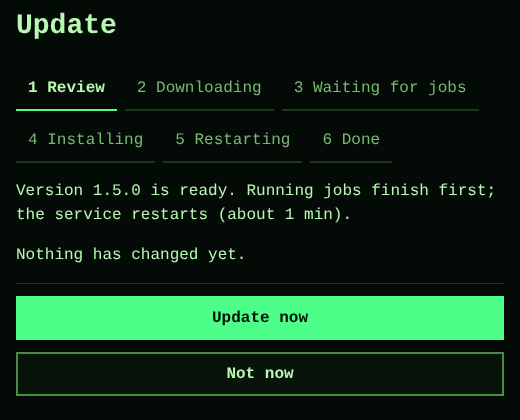 Update
1 Review 2 Downloading 3 Waiting for jobs
4 Installing 5 Restarting 6 Done
Version 1.5.0 is ready. Running jobs finish first;
the service restarts (about 1 min).
Nothing has changed yet.
Update now
Not now